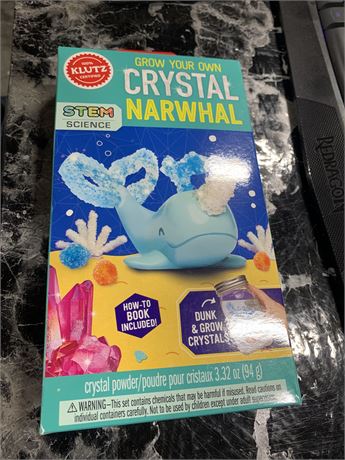 100%
KLUTZ
CERTIFIED
GROW YOUR OWN
CRYSTAL
NARWHAL
STEM
SCIENCE
HOW-TO
BOOK
INCLUDED!
DUNK
& GROW
CRYSTALS
crystal powder/poudre pour cristaux 3.32 oz (94 g)
⚠WARNING—This set contains chemicals that may be harmful if misused. Read cautions on
individual containers carefully. Not to be used by children except under adult supervision.
REDRAGON